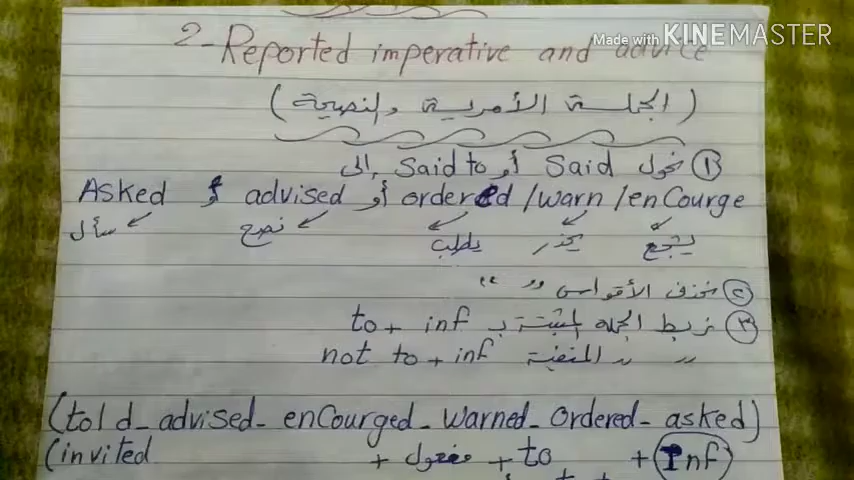 Made with KINEMASTER
2- Reported imperative and advice
(الجملة الأمرية والنصيحة)
① نحول Said أو Said to إلى
Asked و advised أو ordered /warn /enCourge
يشجع يحذر يطلب نصح سأل
② نحذف الأقواس " "
③ نربط الجملة المثبتة بـ to + inf
" " المنفية not to + inf
(told - advised - enCourged - warned - ordered - asked)
(invited + مفعول + to + Inf